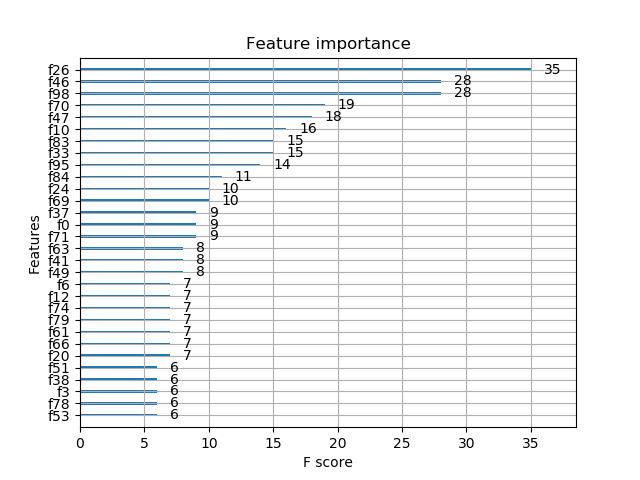 Feature importance
f26 35
f46 28
f98 28
f70 19
f47 18
f10 16
f83 15
f33 15
f95 14
f84 11
f24 10
f69 10
f37 9
f0 9
f71 9
f63 8
f41 8
f49 8
f6 7
f12 7
f74 7
f79 7
f61 7
f66 7
f20 7
f51 6
f38 6
f3 6
f78 6
f53 6
Features
0 5 10 15 20 25 30 35
F score